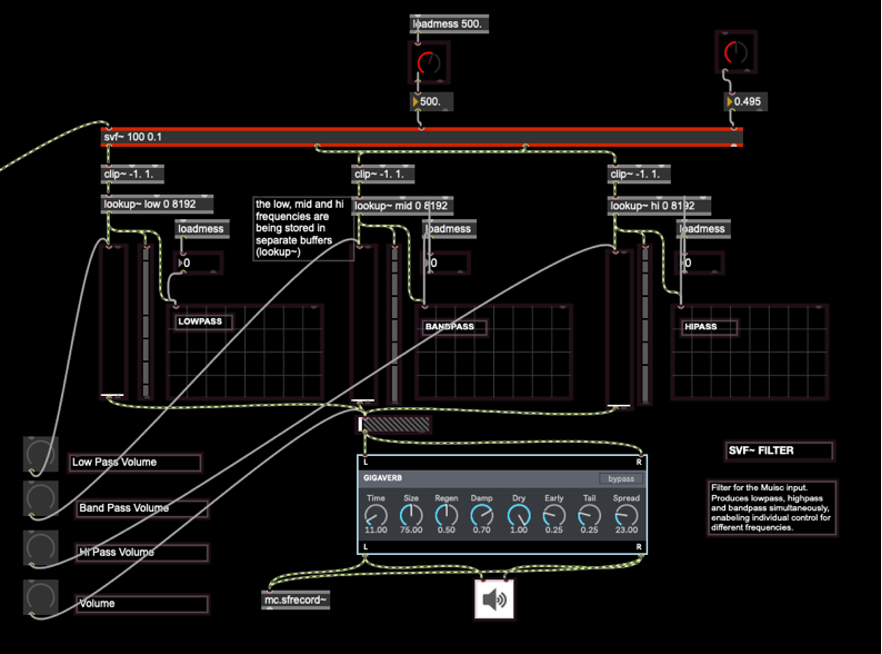 loadmess 500.
500.
0.495
svf~ 100 0.1
clip~ -1. 1.
clip~ -1. 1.
clip~ -1. 1.
lookup~ low 0 8192
the low, mid and hi
frequencies are
being stored in
separate buffers
(lookup~)
lookup~ mid 0 8192
lookup~ hi 0 8192
loadmess
loadmess
loadmess
0
0
0
LOWPASS
BANDPASS
HIPASS
Low Pass Volume
Band Pass Volume
Hi Pass Volume
Volume
L
R
GIGAVERB
bypass
Time Size Regen Damp Dry Early Tail Spread
11.00 75.00 0.50 0.70 1.00 0.25 0.25 23.00
L
R
mc.sfrecord~
SVF~ FILTER
Filter for the Muisc input.
Produces lowpass, highpass
and bandpass simultaneously,
enabeling individual control for
different frequencies.